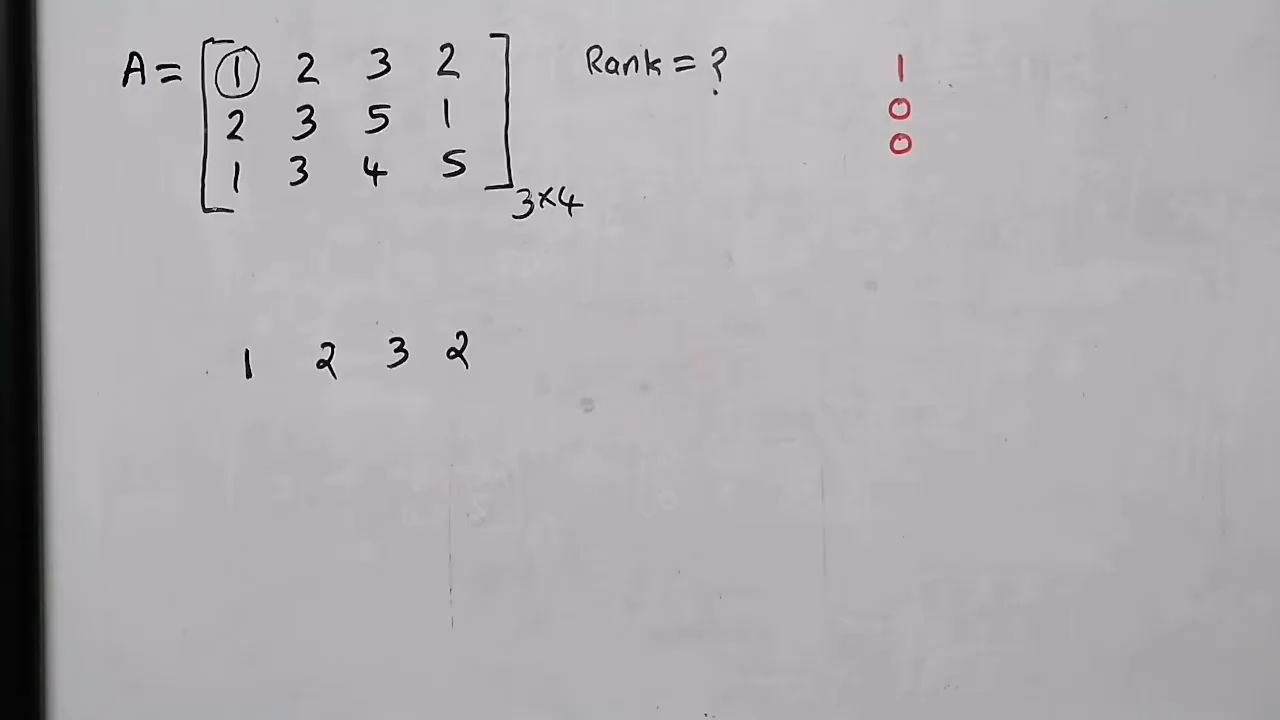 A = [ 1 2 3 2 Rank = ?
2 3 5 1
1 3 4 5 ] 3×4
1
0
0
1 2 3 2